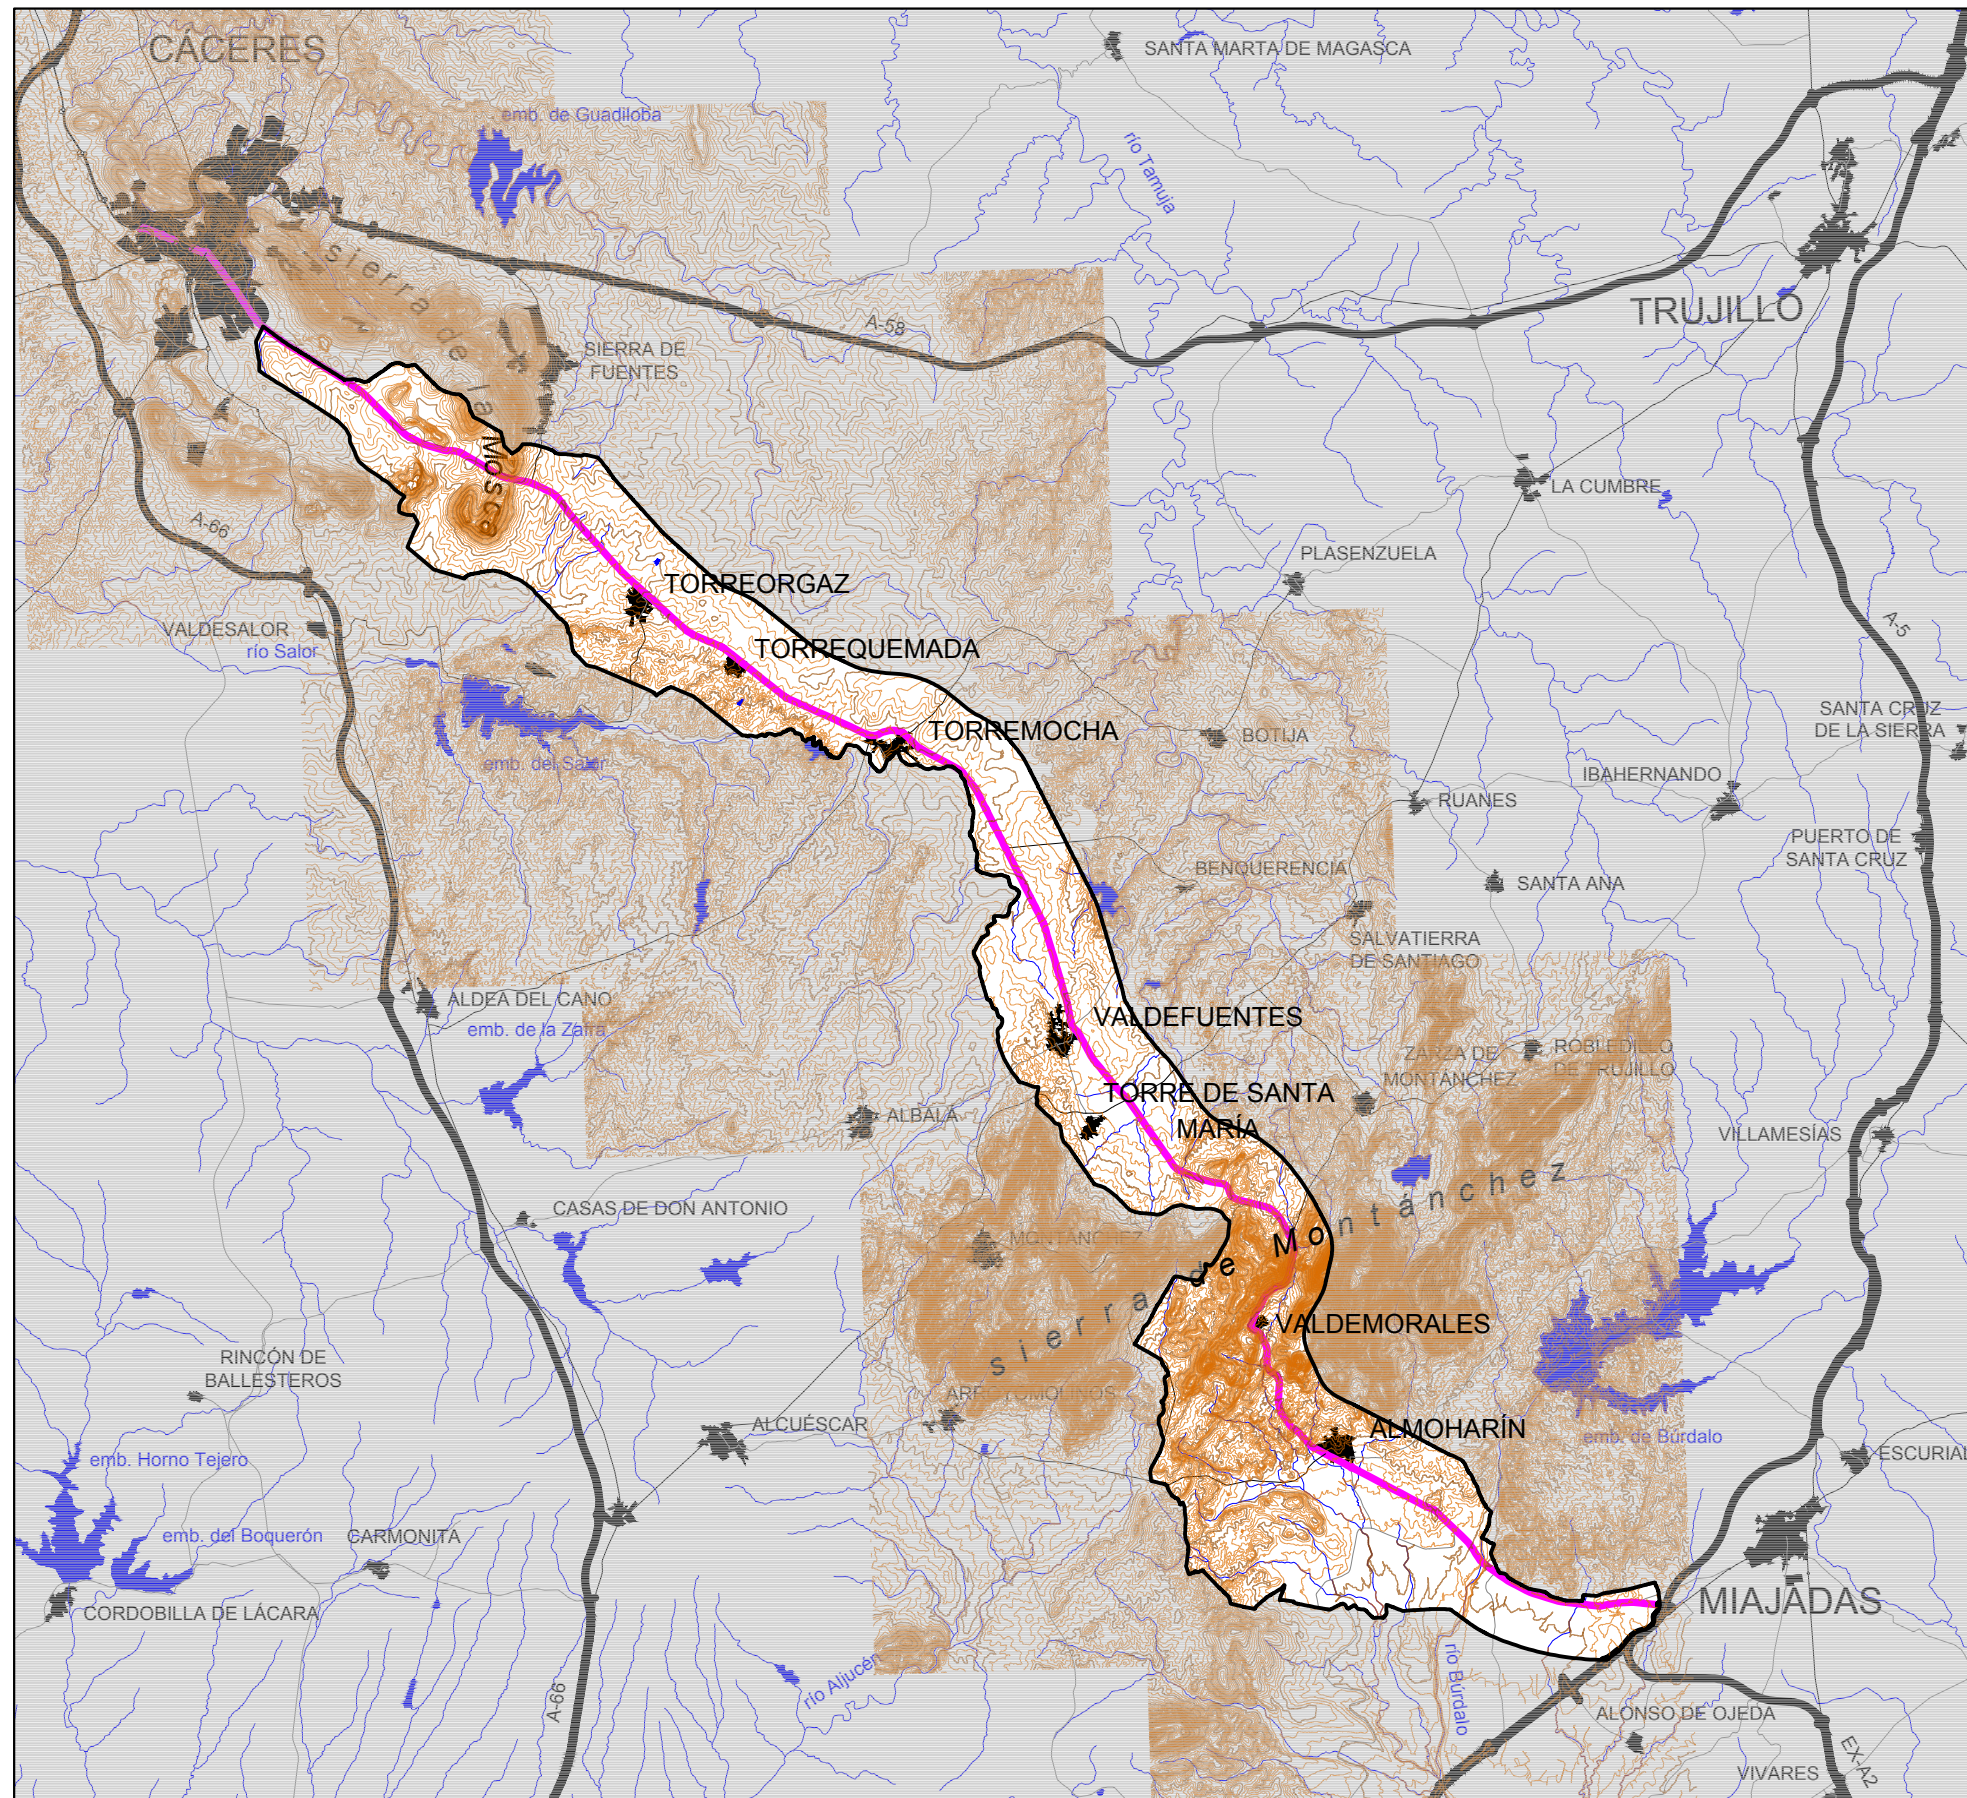 CÁCERES
SANTA MARTA DE MAGASCA
emb. de Guadiloba
río Tamuja
sierra de la Mosca
TRUJILLO
A-58
SIERRA DE
FUENTES
LA CUMBRE
A-66
PLASENZUELA
TORREORGAZ
VALDESALOR
río Salor
A-5
TORREQUEMADA
SANTA CRUZ
DE LA SIERRA
TORREMOCHA
BOTIJA
emb. del Salor
IBAHERNANDO
RUANES
PUERTO DE
SANTA CRUZ
BENQUERENCIA
SANTA ANA
SALVATIERRA
DE SANTIAGO
ALDEA DEL CANO
VALDEFUENTES
emb. de la Zafra
ZARZA DE
MONTÁNCHEZ
ROBLEDILLO
DE TRUJILLO
TORRE DE SANTA
MARÍA
ALBALÁ
VILLAMESÍAS
CASAS DE DON ANTONIO
MONTÁNCHEZ
sierra de Montánchez
VALDEMORALES
RINCÓN DE
BALLESTEROS
ARROYOMOLINOS
ALCUÉSCAR
ALMOHARÍN
emb. de Búrdalo
emb. Horno Tejero
ESCURIAL
emb. del Boquerón
CARMONITA
CORDOBILLA DE LÁCARA
MIAJADAS
río Aljucén
río Búrdalo
A-66
ALONSO DE OJEDA
EX-A2
VIVARES